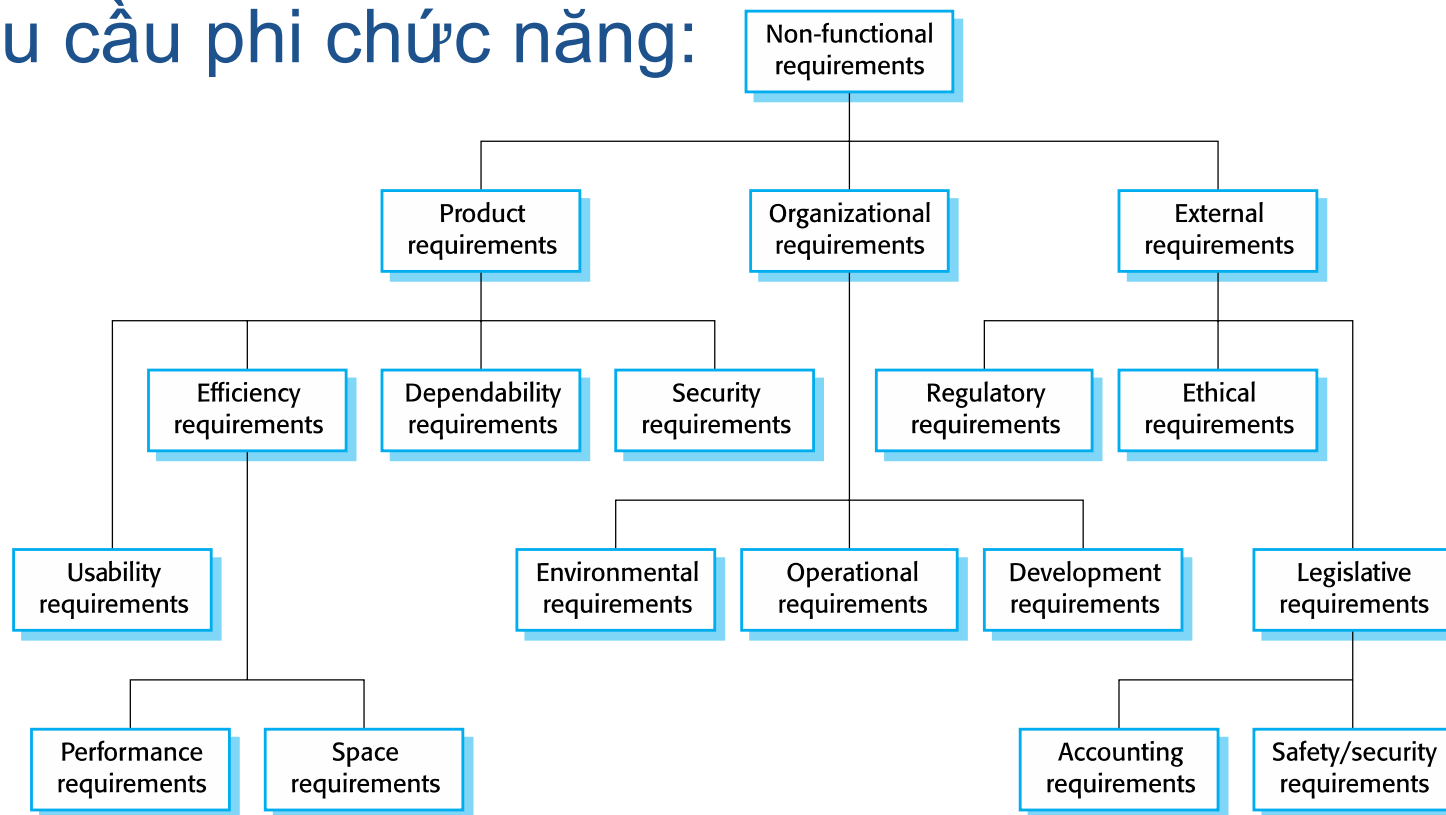 u cầu phi chức năng:
Non-functional
requirements
Product
requirements
Organizational
requirements
External
requirements
Efficiency
requirements
Dependability
requirements
Security
requirements
Regulatory
requirements
Ethical
requirements
Usability
requirements
Environmental
requirements
Operational
requirements
Development
requirements
Legislative
requirements
Performance
requirements
Space
requirements
Accounting
requirements
Safety/security
requirements